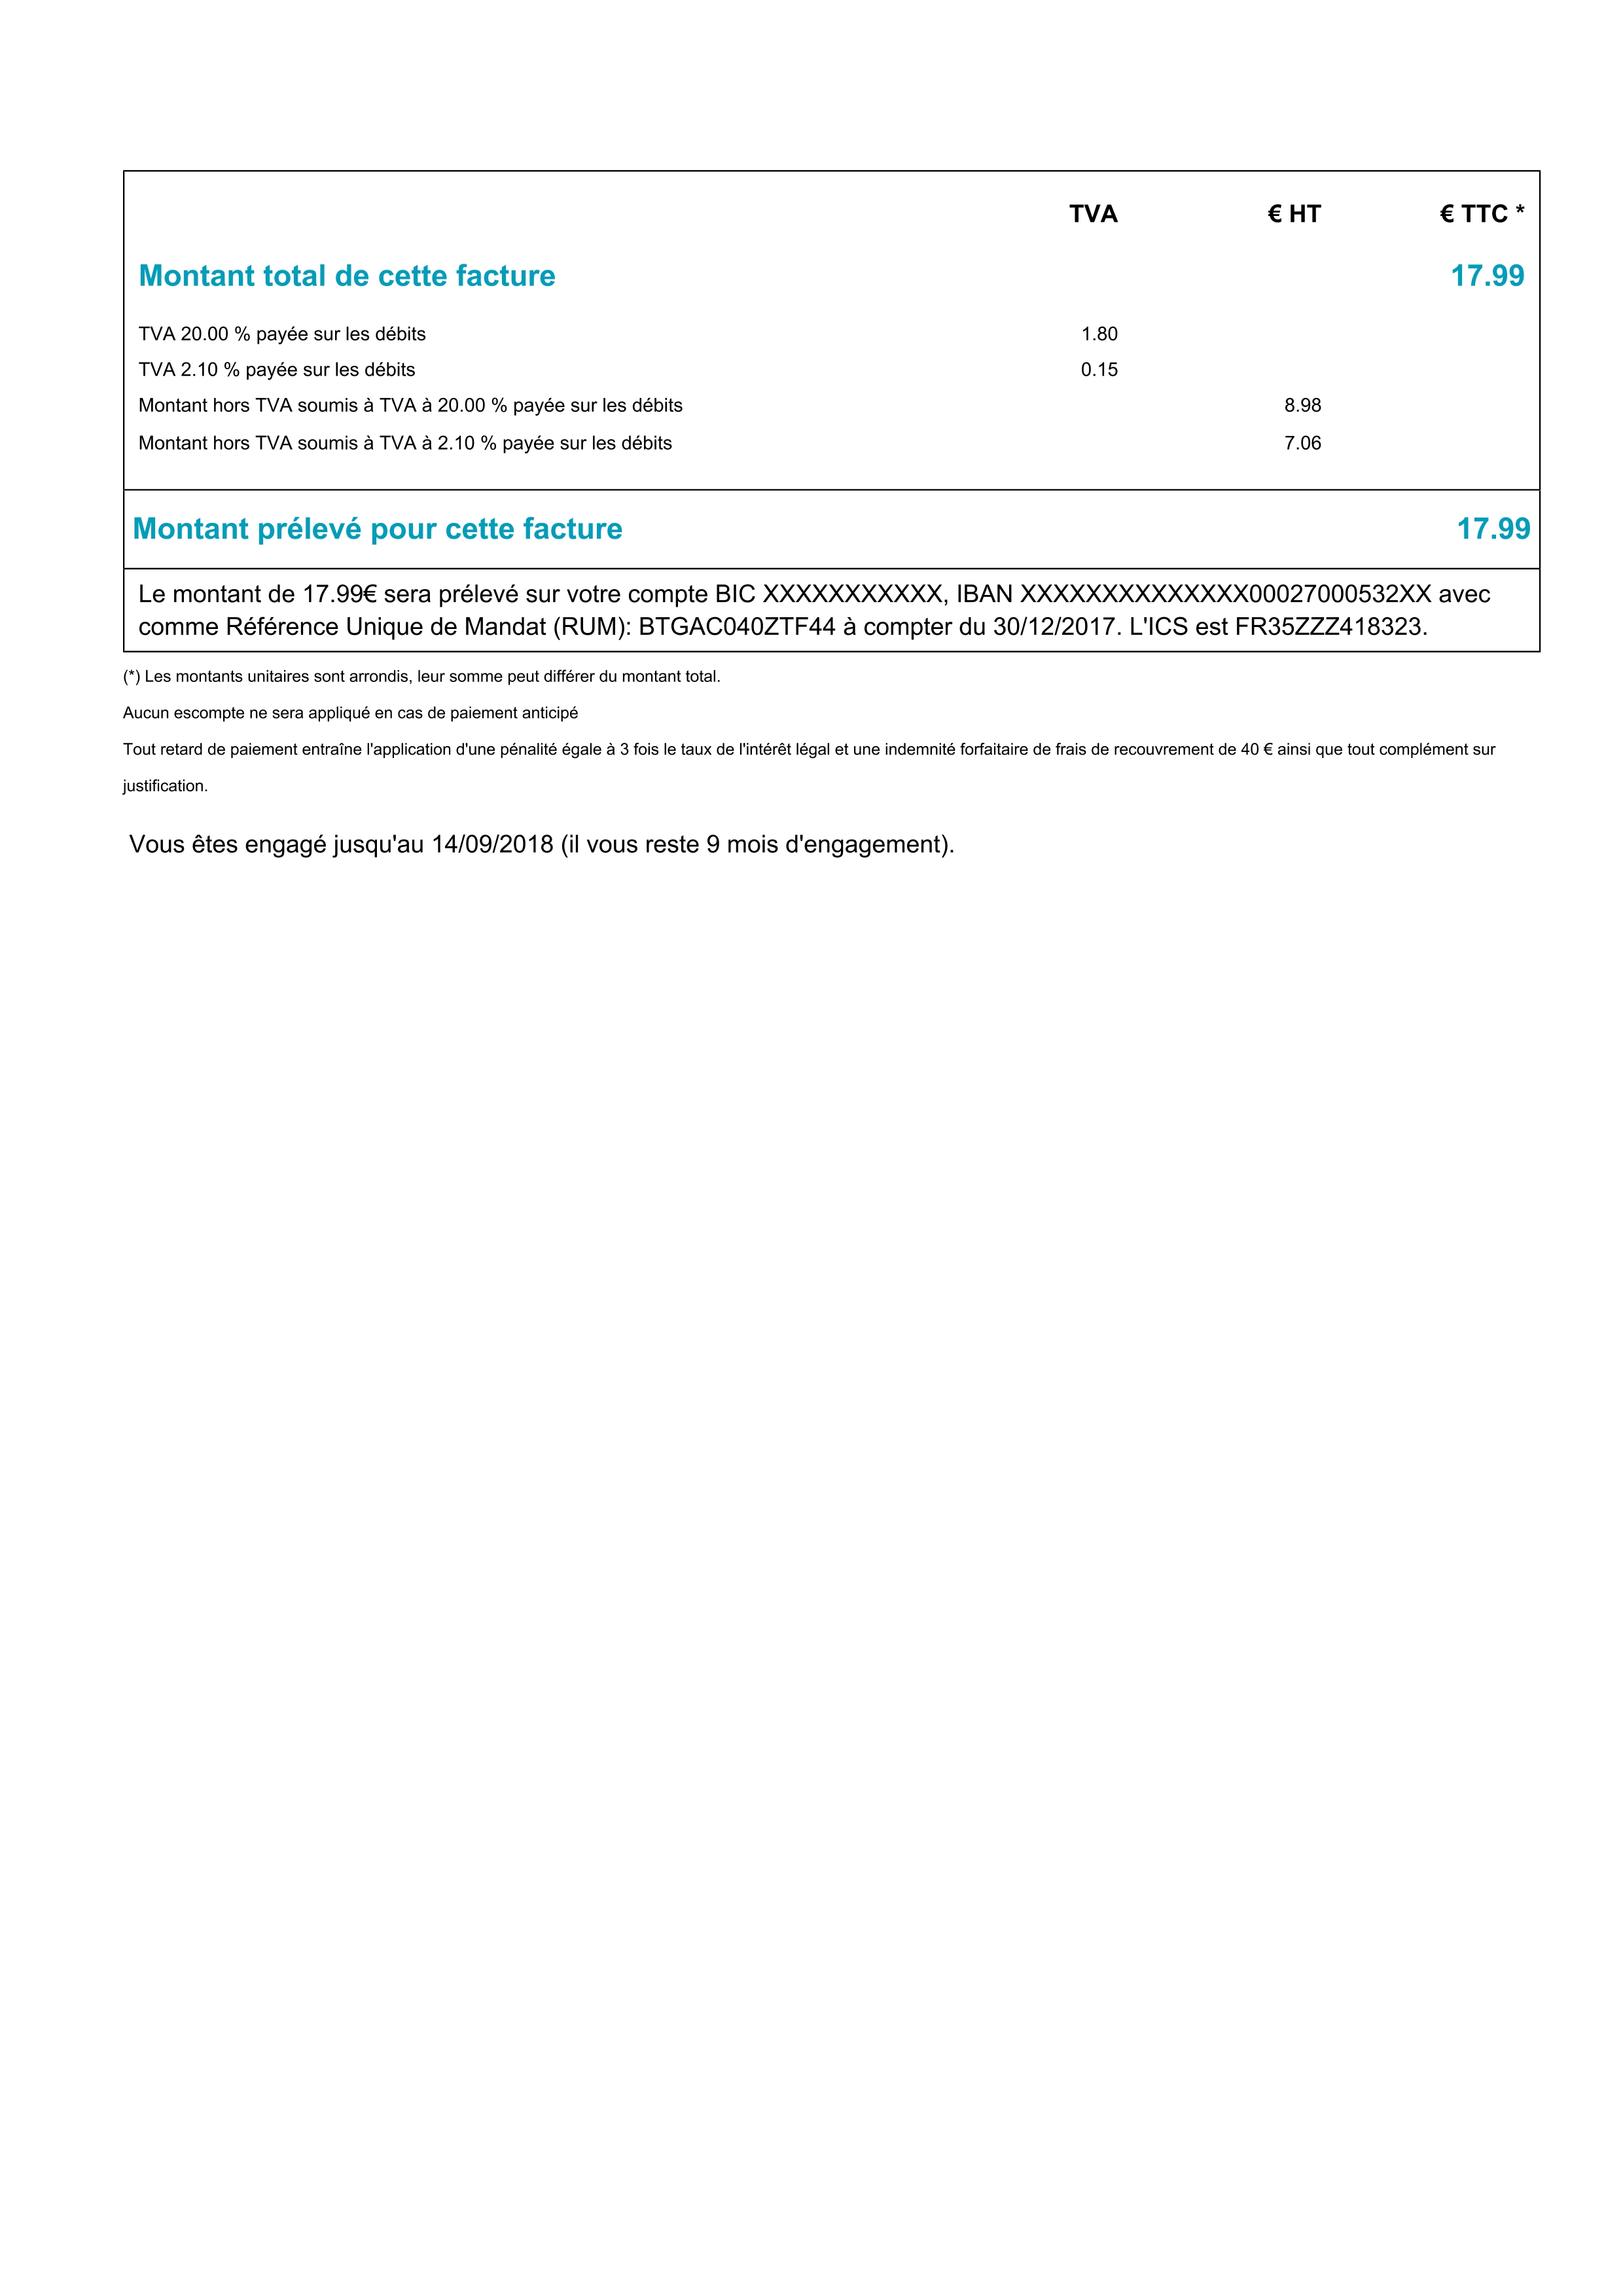 TVA € HT € TTC *
Montant total de cette facture 17.99
TVA 20.00 % payée sur les débits 1.80
TVA 2.10 % payée sur les débits 0.15
Montant hors TVA soumis à TVA à 20.00 % payée sur les débits 8.98
Montant hors TVA soumis à TVA à 2.10 % payée sur les débits 7.06
Montant prélevé pour cette facture 17.99
Le montant de 17.99€ sera prélevé sur votre compte BIC XXXXXXXXXXX, IBAN XXXXXXXXXXXXXX00027000532XX avec
comme Référence Unique de Mandat (RUM): BTGAC040ZTF44 à compter du 30/12/2017. L'ICS est FR35ZZZ418323.
(*) Les montants unitaires sont arrondis, leur somme peut différer du montant total.
Aucun escompte ne sera appliqué en cas de paiement anticipé
Tout retard de paiement entraîne l'application d'une pénalité égale à 3 fois le taux de l'intérêt légal et une indemnité forfaitaire de frais de recouvrement de 40 € ainsi que tout complément sur
justification.
Vous êtes engagé jusqu'au 14/09/2018 (il vous reste 9 mois d'engagement).